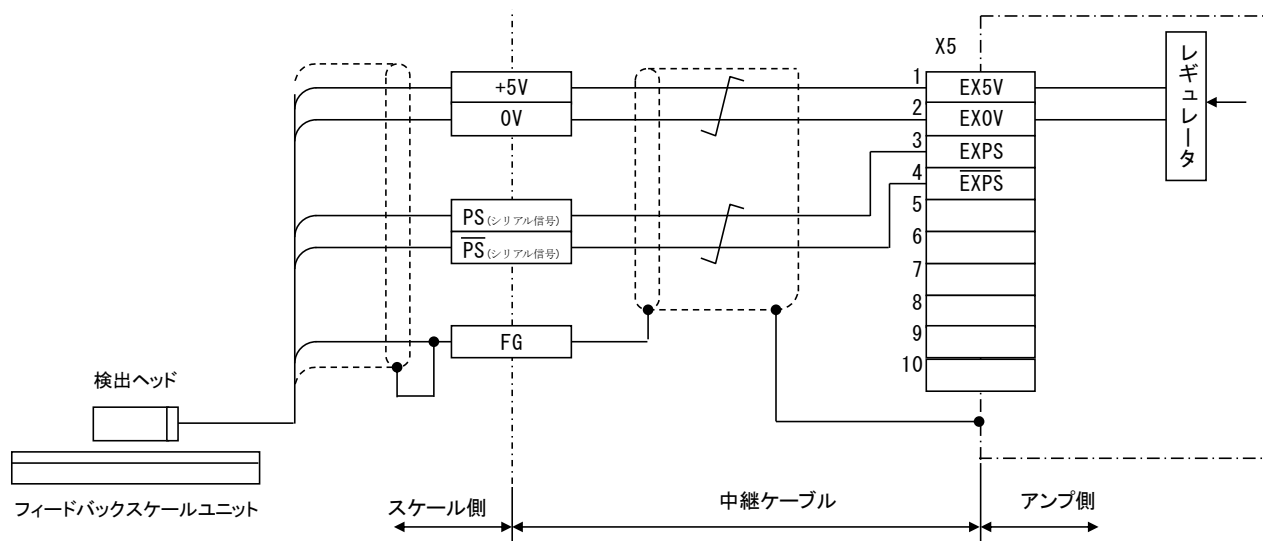 X5
レギュレータ
+5V
1
EX5V
0V
2
EX0V
3
EXPS
4
E̅X̅P̅S̅
PS(シリアル信号)
5
P̅S̅(シリアル信号)
6
7
8
FG
9
10
検出ヘッド
フィードバックスケールユニット
スケール側
中継ケーブル
アンプ側